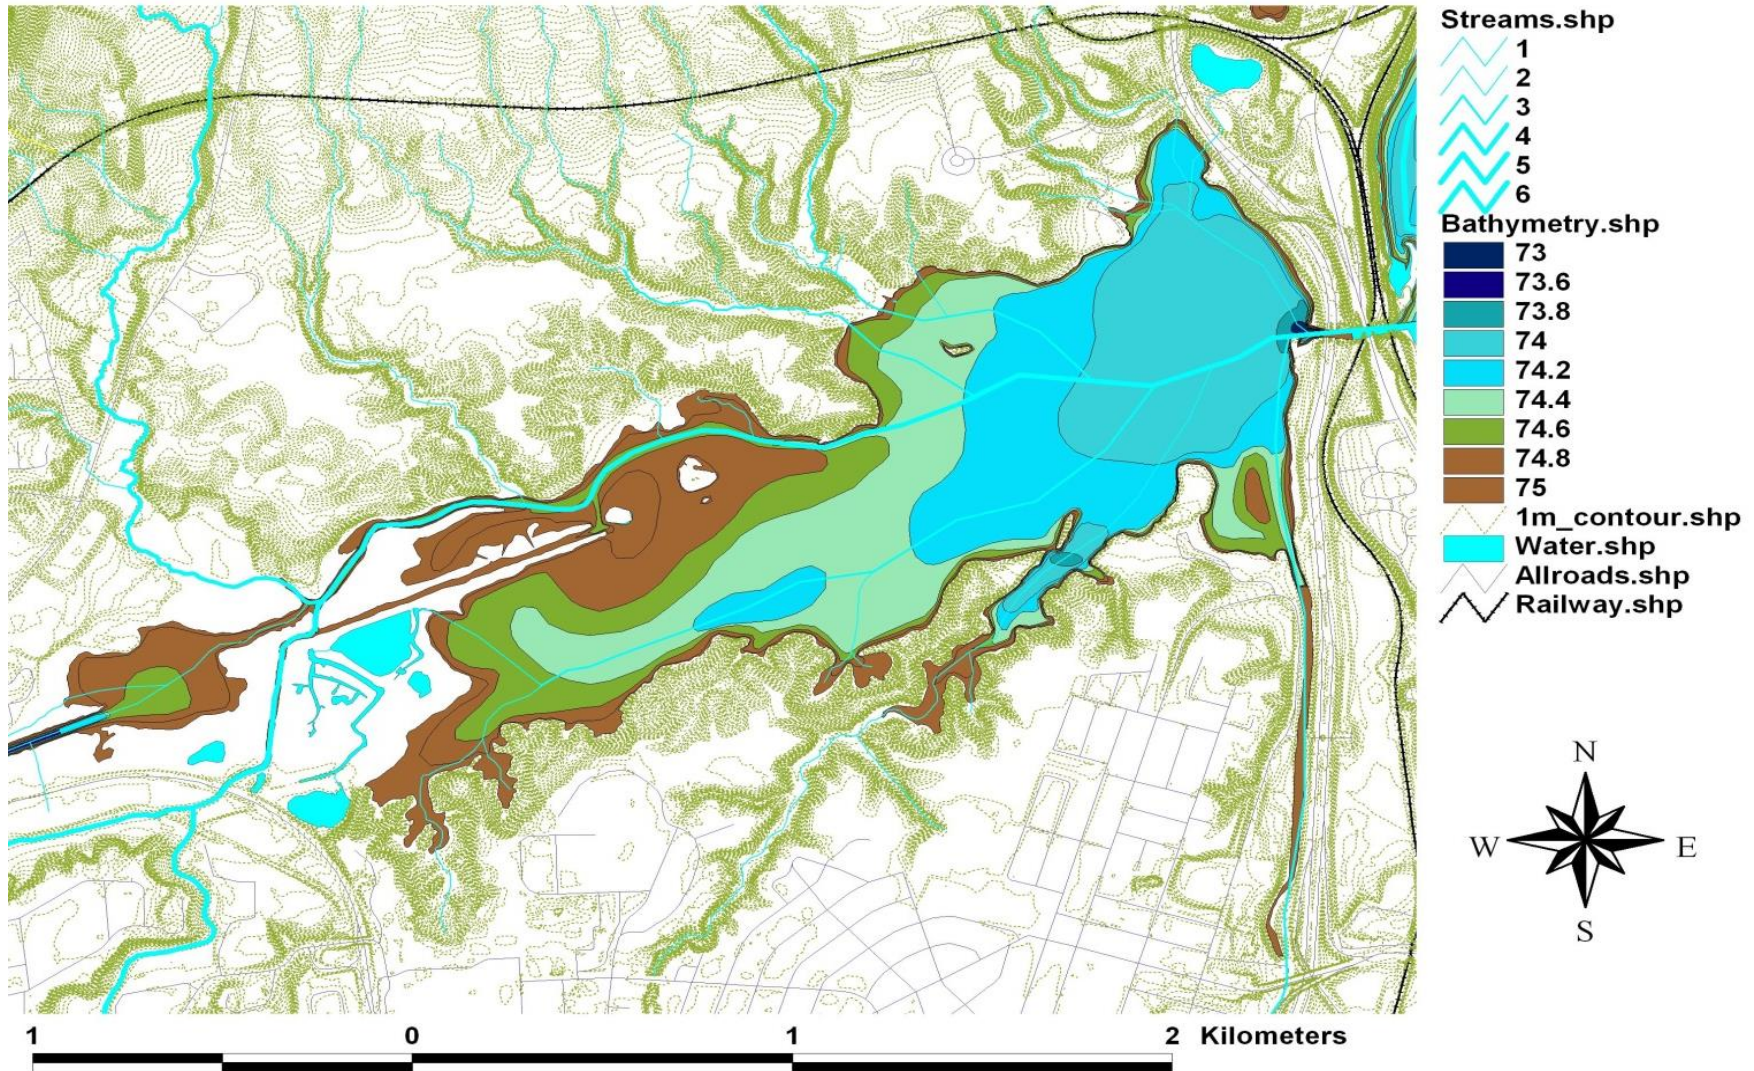 Streams.shp
1
2
3
4
5
6
Bathymetry.shp
73
73.6
73.8
74
74.2
74.4
74.6
74.8
75
1m_contour.shp
Water.shp
Allroads.shp
Railway.shp
N
W E
S
1 0 1 2 Kilometers